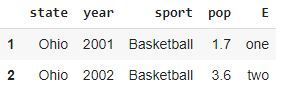 state year sport pop E
1 Ohio 2001 Basketball 1.7 one
2 Ohio 2002 Basketball 3.6 two